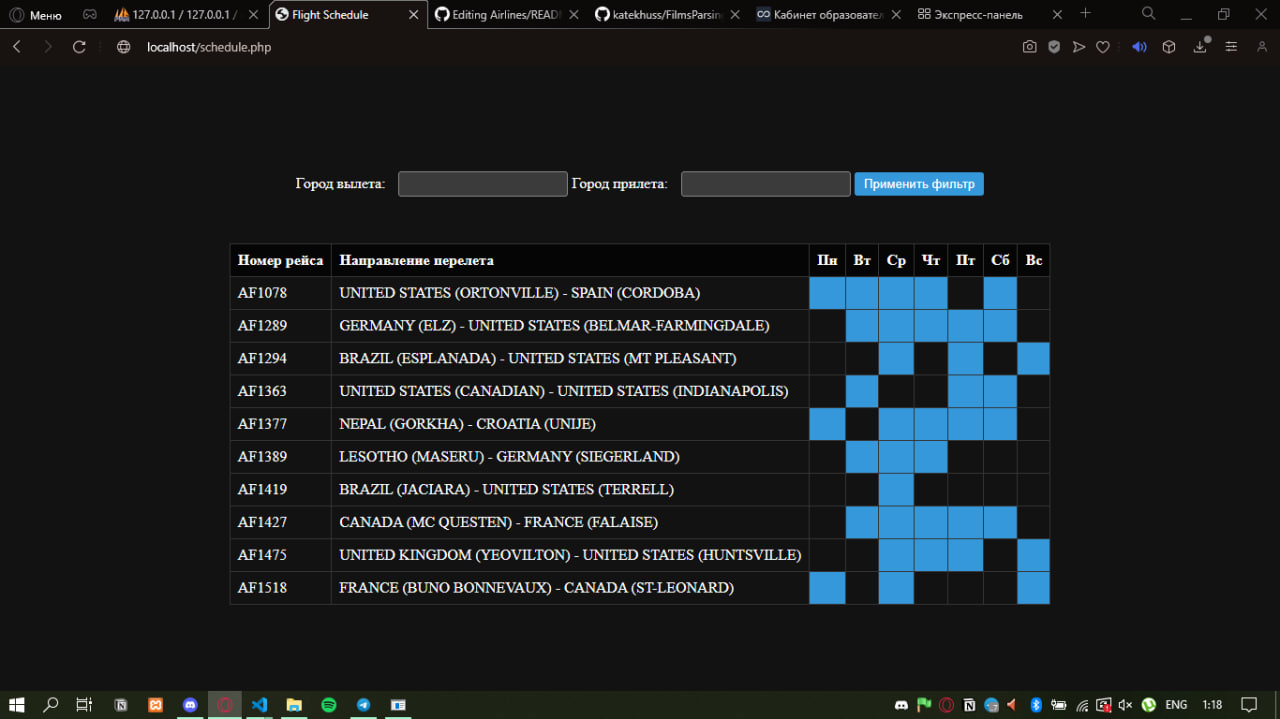 Меню
127.0.0.1 / 127.0.0.1 /
Flight Schedule
Editing Airlines/READ
katekhuss/FilmsParsing
Кабинет образовател
Экспресс-панель
localhost/schedule.php
Город вылета: Город прилета: Применить фильтр
Номер рейса Направление перелета Пн Вт Ср Чт Пт Сб Вс
AF1078 UNITED STATES (ORTONVILLE) - SPAIN (CORDOBA)
AF1289 GERMANY (ELZ) - UNITED STATES (BELMAR-FARMINGDALE)
AF1294 BRAZIL (ESPLANADA) - UNITED STATES (MT PLEASANT)
AF1363 UNITED STATES (CANADIAN) - UNITED STATES (INDIANAPOLIS)
AF1377 NEPAL (GORKHA) - CROATIA (UNIJE)
AF1389 LESOTHO (MASERU) - GERMANY (SIEGERLAND)
AF1419 BRAZIL (JACIARA) - UNITED STATES (TERRELL)
AF1427 CANADA (MC QUESTEN) - FRANCE (FALAISE)
AF1475 UNITED KINGDOM (YEOVILTON) - UNITED STATES (HUNTSVILLE)
AF1518 FRANCE (BUNO BONNEVAUX) - CANADA (ST-LEONARD)
ENG 1:18